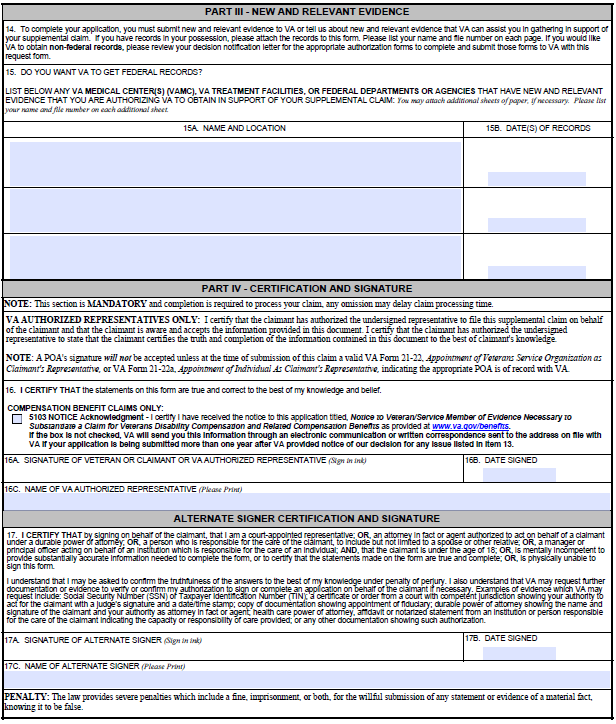 PART III - NEW AND RELEVANT EVIDENCE
14. To complete your application, you must submit new and relevant evidence to VA or tell us about new and relevant evidence that VA can assist you in gathering in support of
your supplemental claim. If you have records in your possession, please attach the records to this form. Please list your name and file number on each page. If you would like
VA to obtain non-federal records, please review your decision notification letter for the appropriate authorization forms to complete and submit those forms to VA with this
request form.
15. DO YOU WANT VA TO GET FEDERAL RECORDS?
LIST BELOW ANY VA MEDICAL CENTER(S) (VAMC), VA TREATMENT FACILITIES, OR FEDERAL DEPARTMENTS OR AGENCIES THAT HAVE NEW AND RELEVANT
EVIDENCE THAT YOU ARE AUTHORIZING VA TO OBTAIN IN SUPPORT OF YOUR SUPPLEMENTAL CLAIM: You may attach additional sheets of paper, if necessary. Please list
your name and file number on each additional sheet.
15A. NAME AND LOCATION
15B. DATE(S) OF RECORDS
PART IV - CERTIFICATION AND SIGNATURE
NOTE: This section is MANDATORY and completion is required to process your claim, any omission may delay claim processing time.
VA AUTHORIZED REPRESENTATIVES ONLY: I certify that the claimant has authorized the undersigned representative to file this supplemental claim on behalf
of the claimant and that the claimant is aware and accepts the information provided in this document. I certify that the claimant has authorized the undersigned
representative to state that the claimant certifies the truth and completion of the information contained in this document to the best of claimant's knowledge.
NOTE: A POA's signature will not be accepted unless at the time of submission of this claim a valid VA Form 21-22, Appointment of Veterans Service Organization as
Claimant's Representative, or VA Form 21-22a, Appointment of Individual As Claimant's Representative, indicating the appropriate POA is of record with VA.
16. I CERTIFY THAT the statements on this form are true and correct to the best of my knowledge and belief.
COMPENSATION BENEFIT CLAIMS ONLY:
5103 NOTICE Acknowledgment - I certify I have received the notice to this application titled, Notice to Veteran/Service Member of Evidence Necessary to
Substantiate a Claim for Veterans Disability Compensation and Related Compensation Benefits as provided at www.va.gov/benefits.
If the box is not checked, VA will send you this information through an electronic communication or written correspondence sent to the address on file with
VA if your application is being submitted more than one year after VA provided notice of our decision for any issue listed in Item 13.
16A. SIGNATURE OF VETERAN OR CLAIMANT OR VA AUTHORIZED REPRESENTATIVE (Sign in ink)
16B. DATE SIGNED
16C. NAME OF VA AUTHORIZED REPRESENTATIVE (Please Print)
ALTERNATE SIGNER CERTIFICATION AND SIGNATURE
17. I CERTIFY THAT by signing on behalf of the claimant, that I am a court-appointed representative; OR, an attorney in fact or agent authorized to act on behalf of a claimant
under a durable power of attorney; OR, a person who is responsible for the care of the claimant, to include but not limited to a spouse or other relative; OR, a manager or
principal officer acting on behalf of an institution which is responsible for the care of an individual; AND, that the claimant is under the age of 18; OR, is mentally incompetent to
provide substantially accurate information needed to complete the form, or to certify that the statements made on the form are true and complete; OR, is physically unable to
sign this form.
I understand that I may be asked to confirm the truthfulness of the answers to the best of my knowledge under penalty of perjury. I also understand that VA may request further
documentation or evidence to verify or confirm my authorization to sign or complete an application on behalf of the claimant if necessary. Examples of evidence which VA may
request include: Social Security Number (SSN) or Taxpayer Identification Number (TIN); a certificate or order from a court with competent jurisdiction showing your authority to
act for the claimant with a judge's signature and a date/time stamp; copy of documentation showing appointment of fiduciary; durable power of attorney showing the name and
signature of the claimant and your authority as attorney in fact or agent; health care power of attorney, affidavit or notarized statement from an institution or person responsible
for the care of the claimant indicating the capacity or responsibility of care provided; or any other documentation showing such authorization.
17A. SIGNATURE OF ALTERNATE SIGNER (Sign in ink)
17B. DATE SIGNED
17C. NAME OF ALTERNATE SIGNER (Please Print)
PENALTY: The law provides severe penalties which include a fine, imprisonment, or both, for the willful submission of any statement or evidence of a material fact,
knowing it to be false.